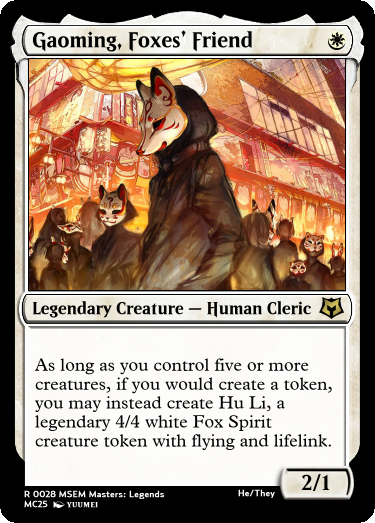 Gaoming, Foxes' Friend
Legendary Creature — Human Cleric
As long as you control five or more
creatures, if you would create a token,
you may instead create Hu Li, a
legendary 4/4 white Fox Spirit
creature token with flying and lifelink.
2/1
R 0028 MSEM Masters: Legends He/They
MC25 YUUMEI